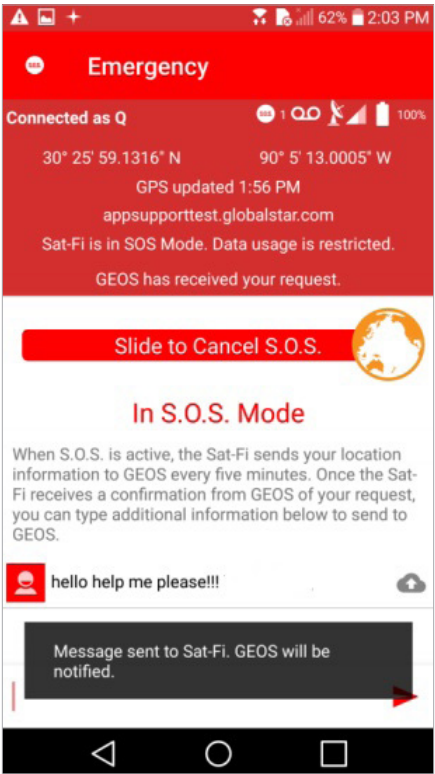 62% 2:03 PM
Emergency
Connected as Q
SOS 1 100%
30° 25' 59.1316" N 90° 5' 13.0005" W
GPS updated 1:56 PM
appsupporttest.globalstar.com
Sat-Fi is in SOS Mode. Data usage is restricted.
GEOS has received your request.
Slide to Cancel S.O.S.
In S.O.S. Mode
When S.O.S. is active, the Sat-Fi sends your location
information to GEOS every five minutes. Once the Sat-
Fi receives a confirmation from GEOS of your request,
you can type additional information below to send to
GEOS.
hello help me please!!!
Message sent to Sat-Fi. GEOS will be
notified.